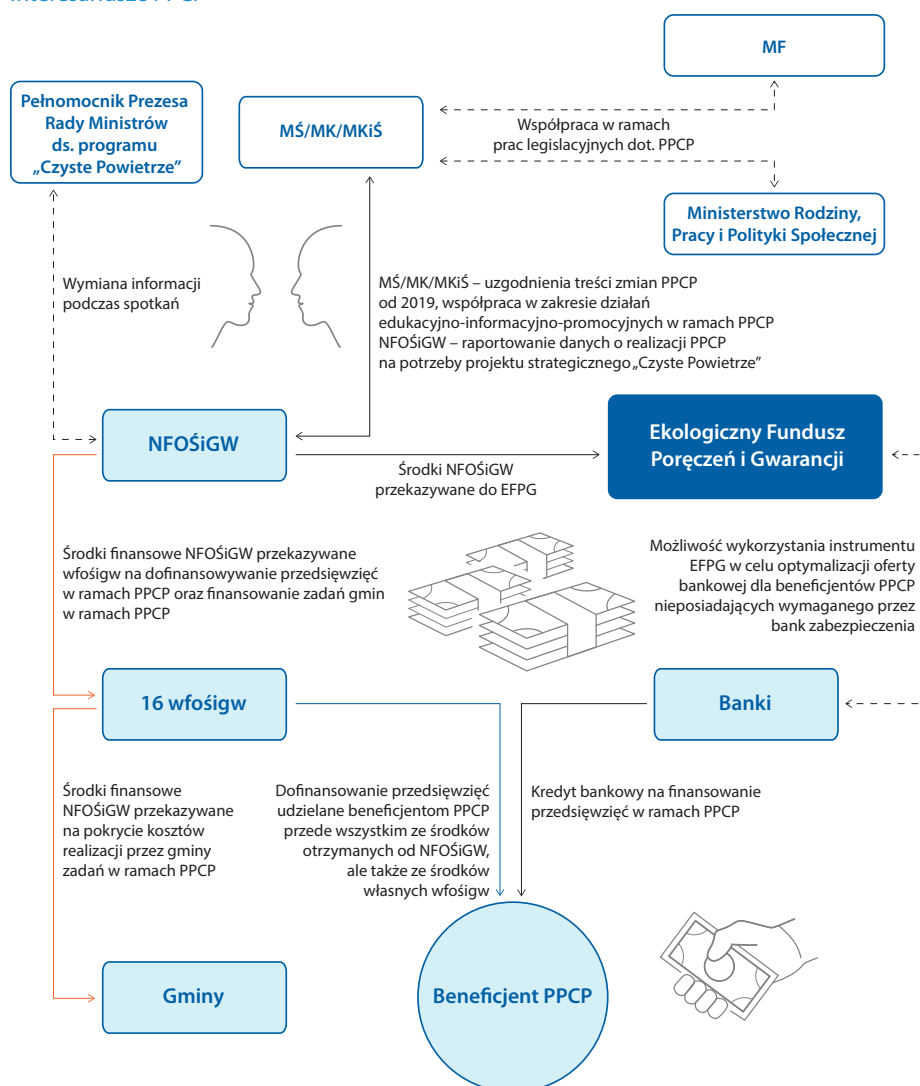 MF
Pełnomocnik Prezesa
Rady Ministrów
ds. programu
„Czyste Powietrze”
MŚ/MK/MKiŚ
Współpraca w ramach
prac legislacyjnych dot. PPCP
Ministerstwo Rodziny,
Pracy i Polityki Społecznej
Wymiana informacji
podczas spotkań
MŚ/MK/MKiŚ – uzgodnienia treści zmian PPCP
od 2019, współpraca w zakresie działań
edukacyjno-informacyjno-promocyjnych w ramach PPCP
NFOŚiGW – raportowanie danych o realizacji PPCP
na potrzeby projektu strategicznego „Czyste Powietrze”
NFOŚiGW
Ekologiczny Fundusz
Poręczeń i Gwarancji
Środki NFOŚiGW
przekazywane do EFPG
Środki finansowe NFOŚiGW przekazywane
wfośigw na dofinansowywanie przedsięwzięć
w ramach PPCP oraz finansowanie zadań gmin
w ramach PPCP
Możliwość wykorzystania instrumentu
EFPG w celu optymalizacji oferty
bankowej dla beneficjentów PPCP
nieposiadających wymaganego przez
bank zabezpieczenia
16 wfośigw
Banki
Środki finansowe
NFOŚiGW przekazywane
na pokrycie kosztów
realizacji przez gminy
zadań w ramach PPCP
Dofinansowanie przedsięwzięć
udzielane beneficjentom PPCP
przede wszystkim ze środków
otrzymanych od NFOŚiGW,
ale także ze środków
własnych wfośigw
Kredyt bankowy na finansowanie
przedsięwzięć w ramach PPCP
Gminy
Beneficjent PPCP